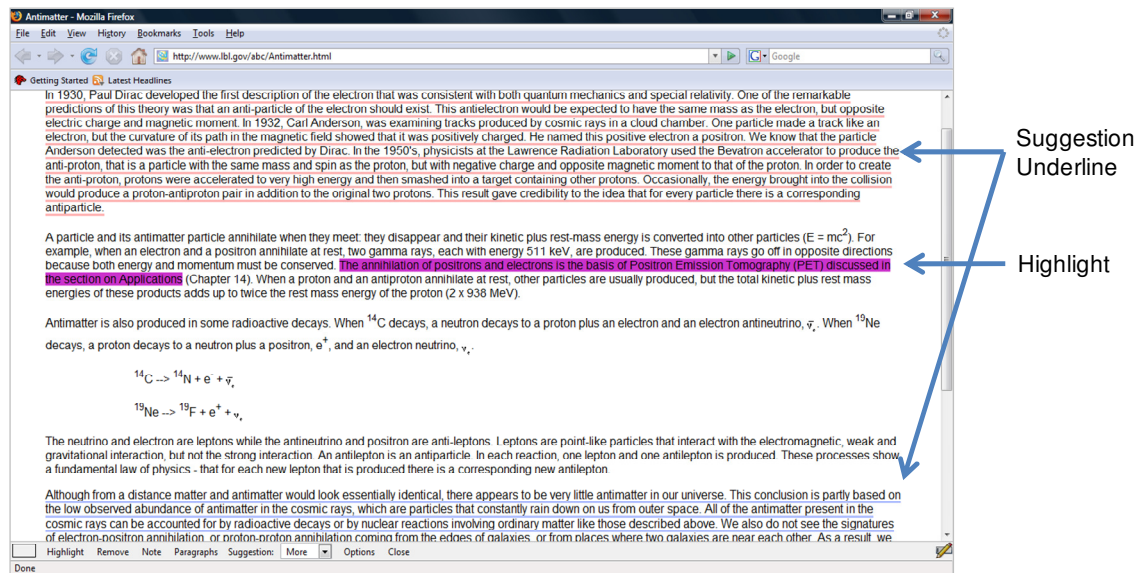 Antimatter - Mozilla Firefox
File Edit View History Bookmarks Tools Help
http://www.lbl.gov/abc/Antimatter.html
Google
Getting Started Latest Headlines
In 1930, Paul Dirac developed the first description of the electron that was consistent with both quantum mechanics and special relativity. One of the remarkable
predictions of this theory was that an anti-particle of the electron should exist. This antielectron would be expected to have the same mass as the electron, but opposite
electric charge and magnetic moment. In 1932, Carl Anderson, was examining tracks produced by cosmic rays in a cloud chamber. One particle made a track like an
electron, but the curvature of its path in the magnetic field showed that it was positively charged. He named this positive electron a positron. We know that the particle
Anderson detected was the anti-electron predicted by Dirac. In the 1950's, physicists at the Lawrence Radiation Laboratory used the Bevatron accelerator to produce the
anti-proton, that is a particle with the same mass and spin as the proton, but with negative charge and opposite magnetic moment to that of the proton. In order to create
the anti-proton, protons were accelerated to very high energy and then smashed into a target containing other protons. Occasionally, the energy brought into the collision
would produce a proton-antiproton pair in addition to the original two protons. This result gave credibility to the idea that for every particle there is a corresponding
antiparticle.
A particle and its antimatter particle annihilate when they meet: they disappear and their kinetic plus rest-mass energy is converted into other particles (E = mc²). For
example, when an electron and a positron annihilate at rest, two gamma rays, each with energy 511 keV, are produced. These gamma rays go off in opposite directions
because both energy and momentum must be conserved. The annihilation of positrons and electrons is the basis of Positron Emission Tomography (PET) discussed in
the section on Applications (Chapter 14). When a proton and an antiproton annihilate at rest, other particles are usually produced, but the total kinetic plus rest mass
energies of these products adds up to twice the rest mass energy of the proton (2 x 938 MeV).
Antimatter is also produced in some radioactive decays. When ¹⁴C decays, a neutron decays to a proton plus an electron and an electron antineutrino, ν̄ₑ. When ¹⁹Ne
decays, a proton decays to a neutron plus a positron, e⁺, and an electron neutrino, νₑ.
¹⁴C --> ¹⁴N + e⁻ + ν̄ₑ
¹⁹Ne --> ¹⁹F + e⁺ + νₑ
The neutrino and electron are leptons while the antineutrino and positron are anti-leptons. Leptons are point-like particles that interact with the electromagnetic, weak and
gravitational interaction, but not the strong interaction. An antilepton is an antiparticle. In each reaction, one lepton and one antilepton is produced. These processes show
a fundamental law of physics - that for each new lepton that is produced there is a corresponding new antilepton.
Although from a distance matter and antimatter would look essentially identical, there appears to be very little antimatter in our universe. This conclusion is partly based on
the low observed abundance of antimatter in the cosmic rays, which are particles that constantly rain down on us from outer space. All of the antimatter present in the
cosmic rays can be accounted for by radioactive decays or by nuclear reactions involving ordinary matter like those described above. We also do not see the signatures
of electron-positron annihilation, or proton-proton annihilation coming from the edges of galaxies, or from places where two galaxies are near each other. As a result, we
Highlight Remove Note Paragraphs Suggestion: More Options Close
Done
Suggestion
Underline
Highlight